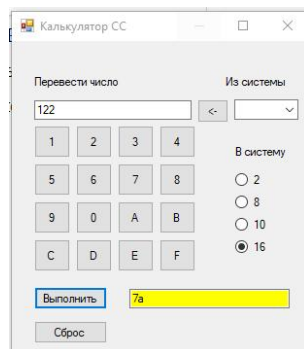 Калькулятор СС
Перевести число Из системы
122 <-
1 2 3 4
В систему
5 6 7 8
2
8
9 0 A B
10
16
C D E F
Выполнить 7a
Сброс